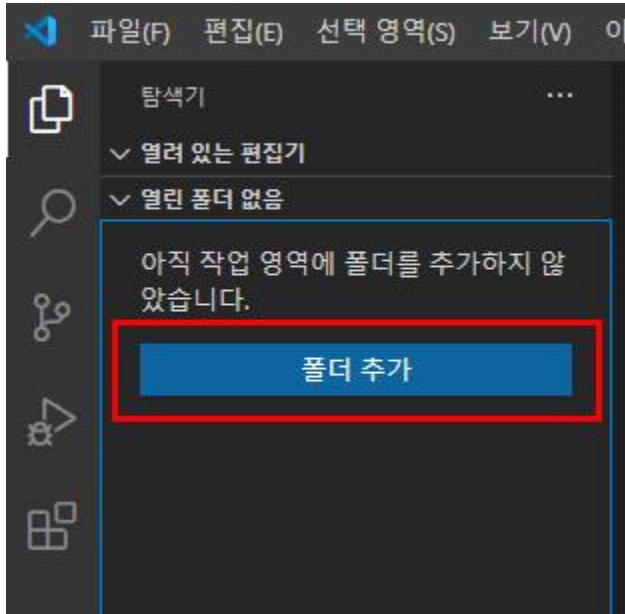 파일(F) 편집(E) 선택 영역(S) 보기(V)
탐색기 ...
열려 있는 편집기
열린 폴더 없음
아직 작업 영역에 폴더를 추가하지 않
았습니다.
폴더 추가